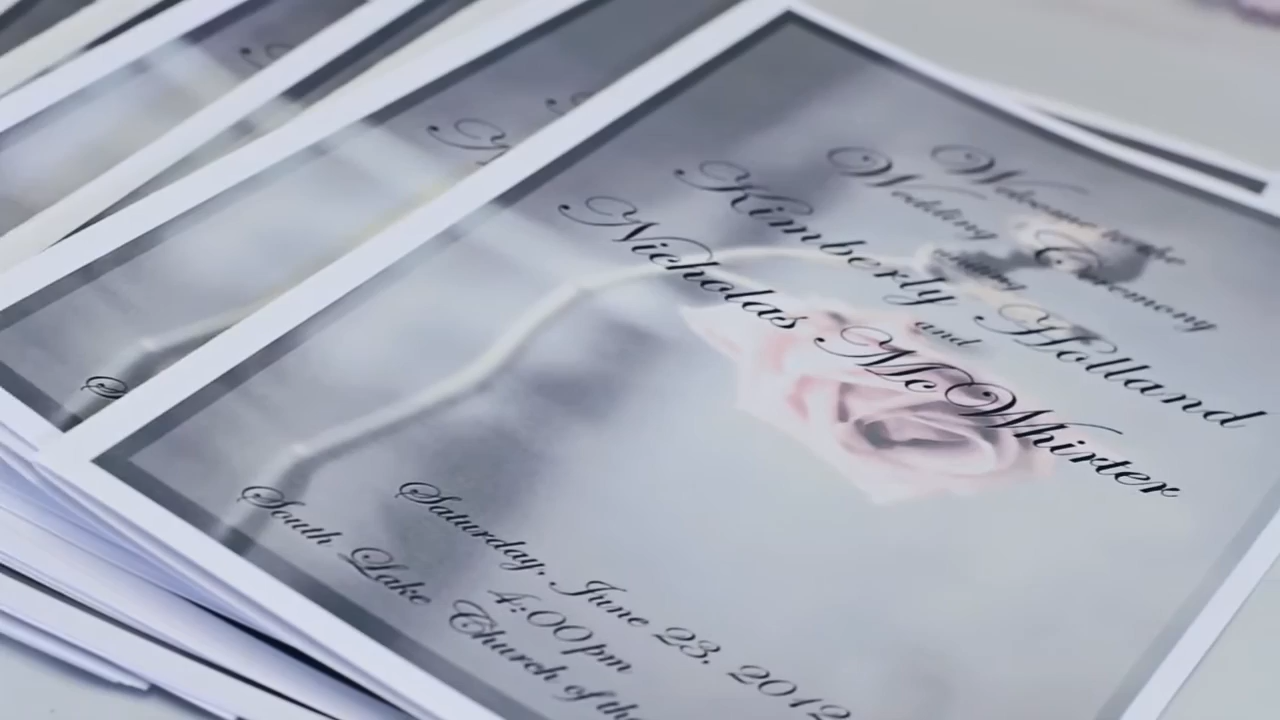 Welcome to the
Wedding Ceremony
uniting
Kimberly Holland
and
Nicholas McWhirter
Saturday, June 23, 2012
4:00pm
South Lake Church of the